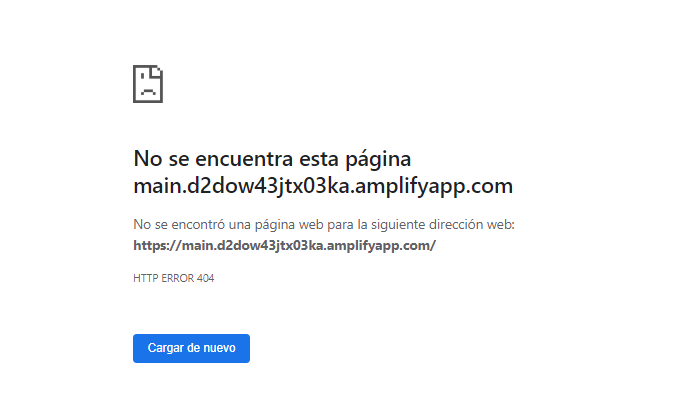 No se encuentra esta página
main.d2dow43jtx03ka.amplifyapp.com
No se encontró una página web para la siguiente dirección web:
https://main.d2dow43jtx03ka.amplifyapp.com/
HTTP ERROR 404
Cargar de nuevo